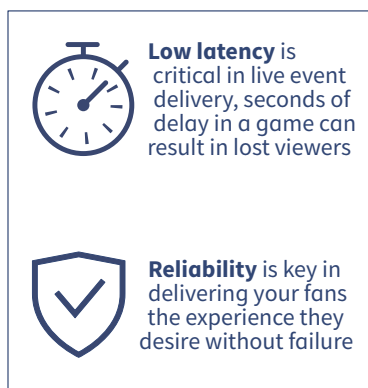 Low latency is
critical in live event
delivery, seconds of
delay in a game can
result in lost viewers
Reliability is key in
delivering your fans
the experience they
desire without failure